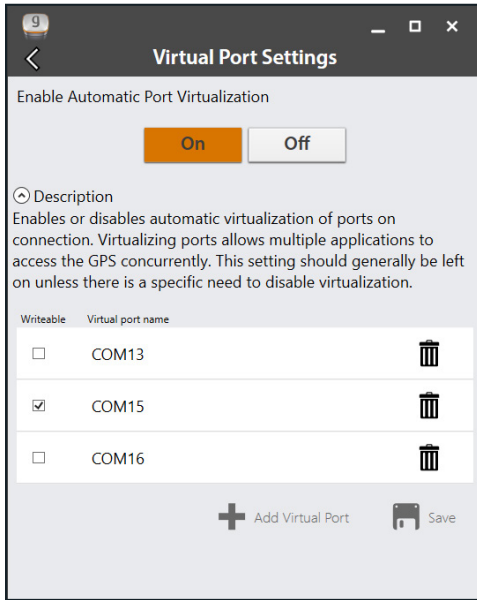 g
Virtual Port Settings
Enable Automatic Port Virtualization
On Off
Description
Enables or disables automatic virtualization of ports on
connection. Virtualizing ports allows multiple applications to
access the GPS concurrently. This setting should generally be left
on unless there is a specific need to disable virtualization.
Writeable Virtual port name
COM13
COM15
COM16
Add Virtual Port Save